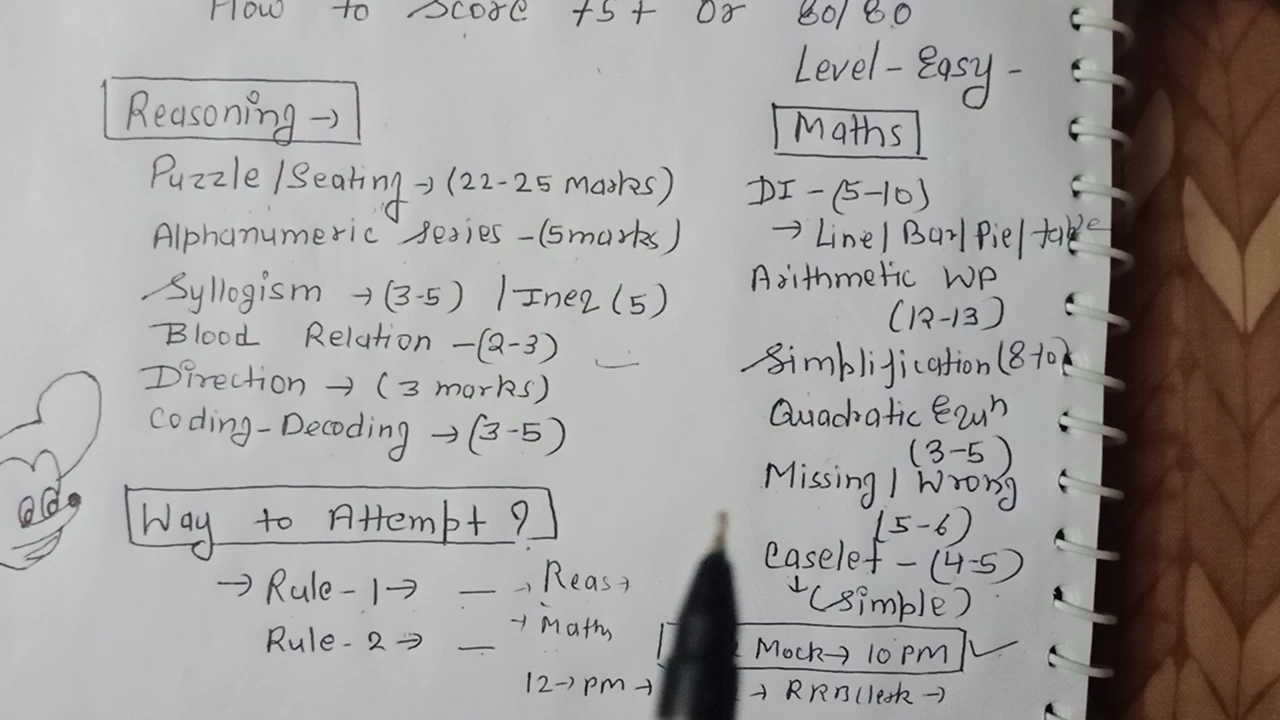 How to Score 75+ or 80/80
Level - Easy -
Reasoning →
Puzzle/Seating → (22-25 marks)
Alphanumeric series - (5 marks)
Syllogism → (3-5) / Ineq (5)
Blood Relation - (2-3)
Direction → (3 marks)
Coding-Decoding → (3-5)
Maths
DI - (5-10)
→ Line/Bar/Pie/table
Arithmetic WP
(12-13)
Simplification (8 to
Quadratic Equn
(3-5)
Missing/Wrong
(5-6)
Caselet - (4-5)
↓ (Simple)
Way to Attempt ?
→ Rule-1 → — → Reas →
Rule-2 → — → Maths
Mock → 10 PM
12 → PM → → RRB Clerk →